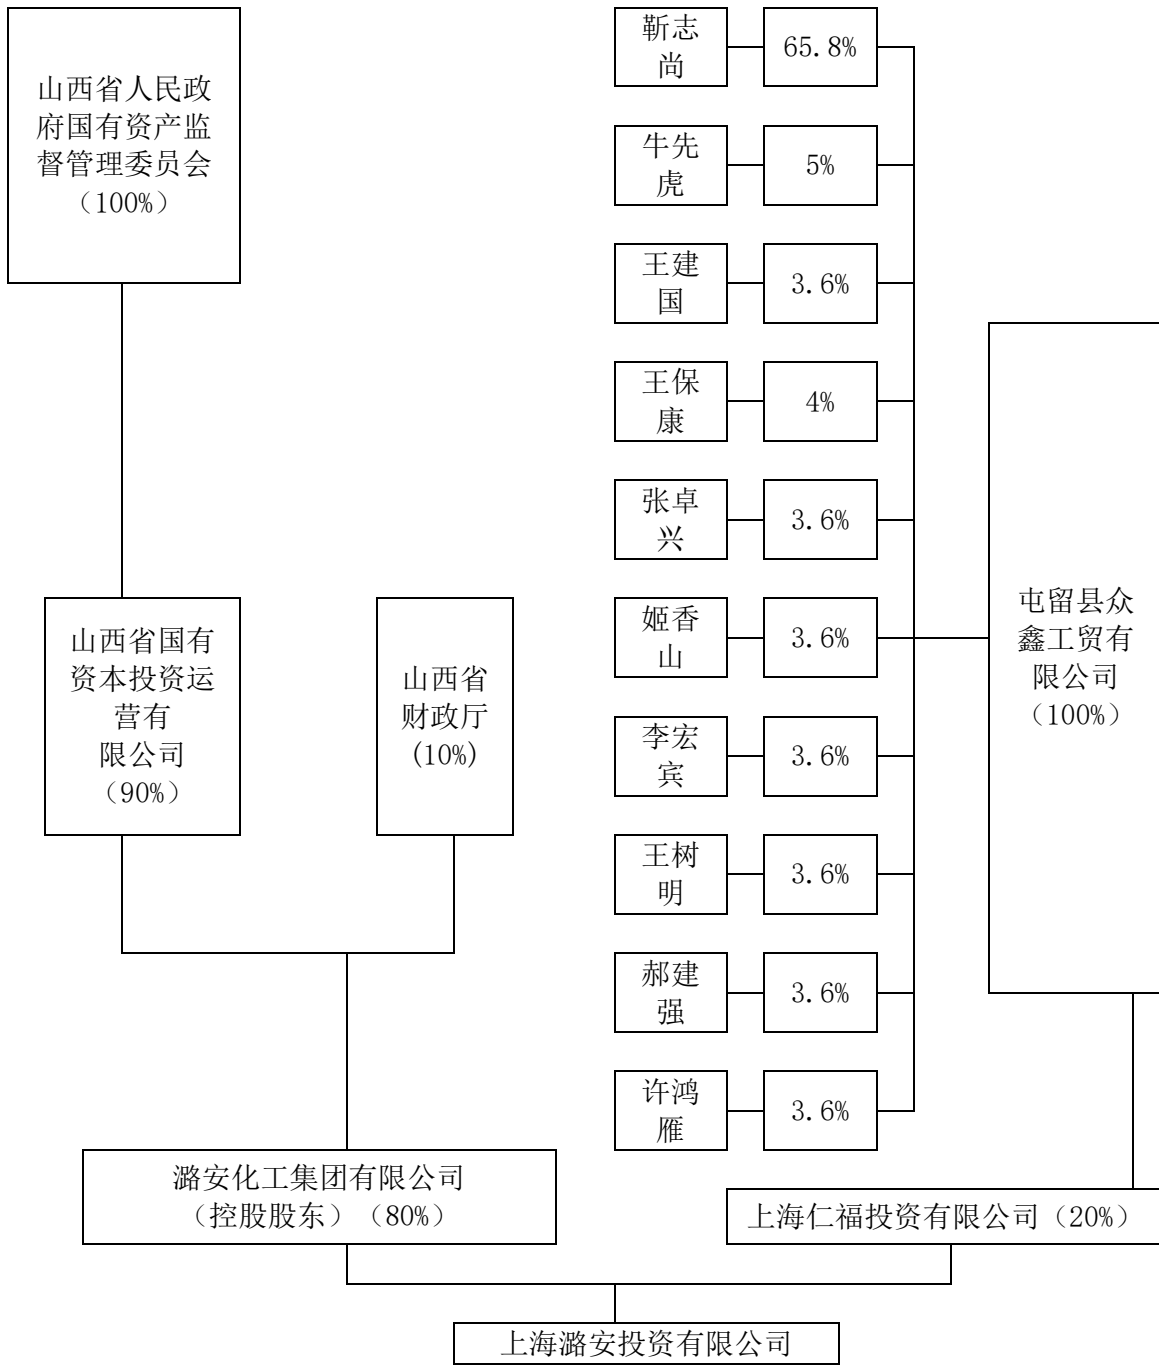 山西省人民政
府国有资产监
督管理委员会
（100%）
山西省国有
资本投资运
营有
限公司
（90%）
山西省
财政厅
(10%)
靳志
尚
65.8%
牛先
虎
5%
王建
国
3.6%
王保
康
4%
张卓
兴
3.6%
姬香
山
3.6%
李宏
宾
3.6%
王树
明
3.6%
郝建
强
3.6%
许鸿
雁
3.6%
屯留县众
鑫工贸有
限公司
（100%）
潞安化工集团有限公司
（控股股东）（80%）
上海仁福投资有限公司（20%）
上海潞安投资有限公司